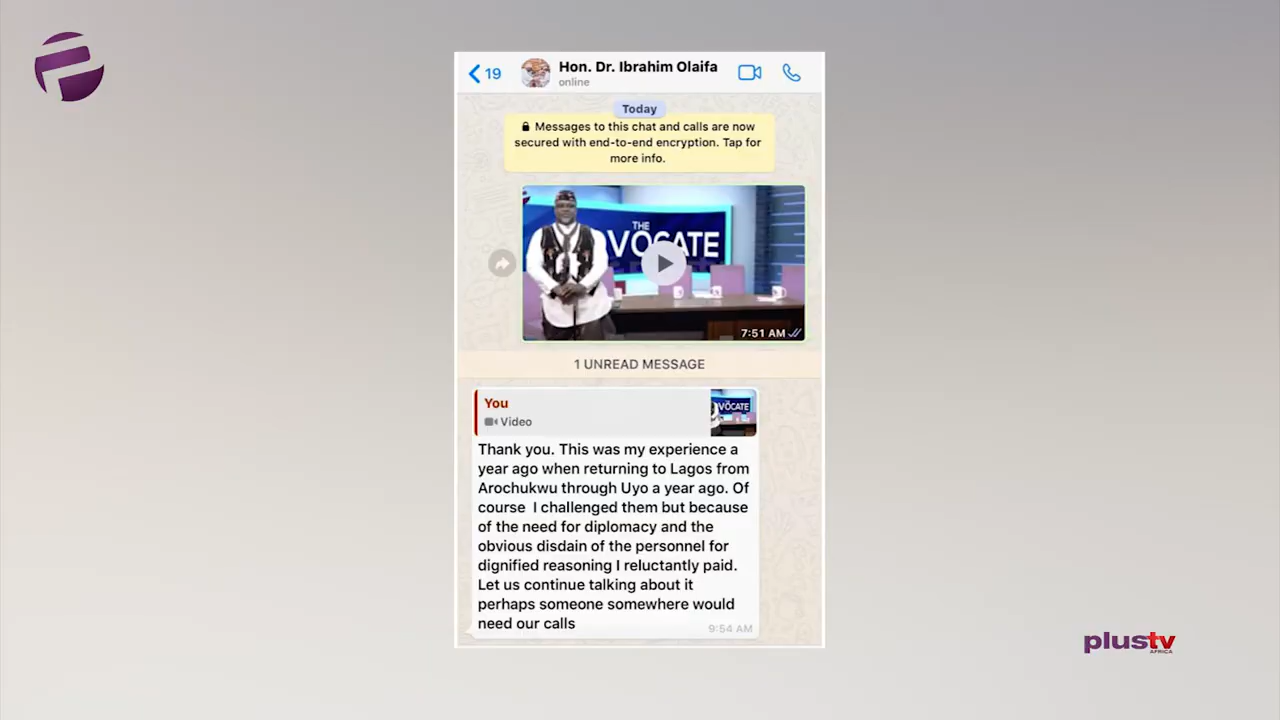 19
Hon. Dr. Ibrahim Olaifa
online
Today
Messages to this chat and calls are now
secured with end-to-end encryption. Tap for
more info.
THE
VOCATE
7:51 AM
1 UNREAD MESSAGE
You
Video
VOCATE
Thank you. This was my experience a
year ago when returning to Lagos from
Arochukwu through Uyo a year ago. Of
course I challenged them but because
of the need for diplomacy and the
obvious disdain of the personnel for
dignified reasoning I reluctantly paid.
Let us continue talking about it
perhaps someone somewhere would
need our calls
9:54 AM
plustv
AFRICA